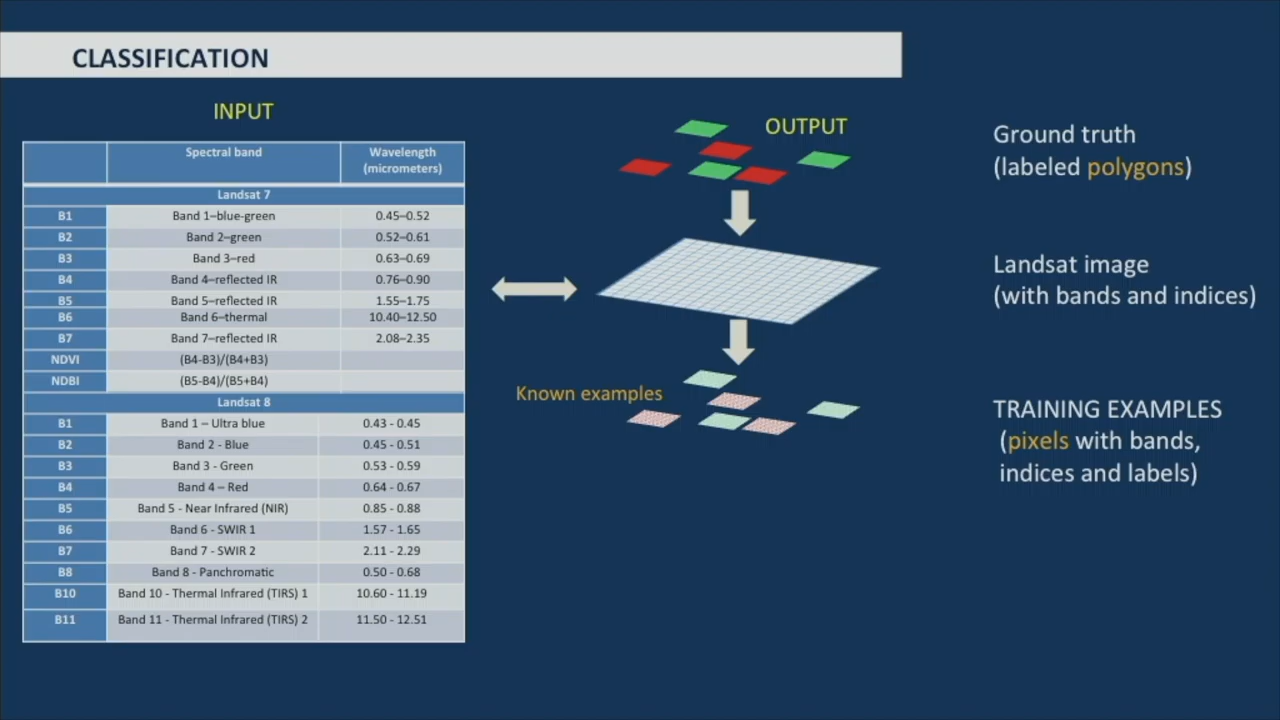 CLASSIFICATION
INPUT
Spectral band Wavelength
(micrometers)
Landsat 7
B1 Band 1–blue-green 0.45–0.52
B2 Band 2–green 0.52–0.61
B3 Band 3–red 0.63–0.69
B4 Band 4–reflected IR 0.76–0.90
B5 Band 5–reflected IR 1.55–1.75
B6 Band 6–thermal 10.40–12.50
B7 Band 7–reflected IR 2.08–2.35
NDVI (B4-B3)/(B4+B3)
NDBI (B5-B4)/(B5+B4)
Landsat 8
B1 Band 1 – Ultra blue 0.43 - 0.45
B2 Band 2 - Blue 0.45 - 0.51
B3 Band 3 - Green 0.53 - 0.59
B4 Band 4 – Red 0.64 - 0.67
B5 Band 5 - Near Infrared (NIR) 0.85 - 0.88
B6 Band 6 - SWIR 1 1.57 - 1.65
B7 Band 7 - SWIR 2 2.11 - 2.29
B8 Band 8 - Panchromatic 0.50 - 0.68
B10 Band 10 - Thermal Infrared (TIRS) 1 10.60 - 11.19
B11 Band 11 - Thermal Infrared (TIRS) 2 11.50 - 12.51
OUTPUT
Known examples
Ground truth
(labeled polygons)
Landsat image
(with bands and indices)
TRAINING EXAMPLES
(pixels with bands,
indices and labels)